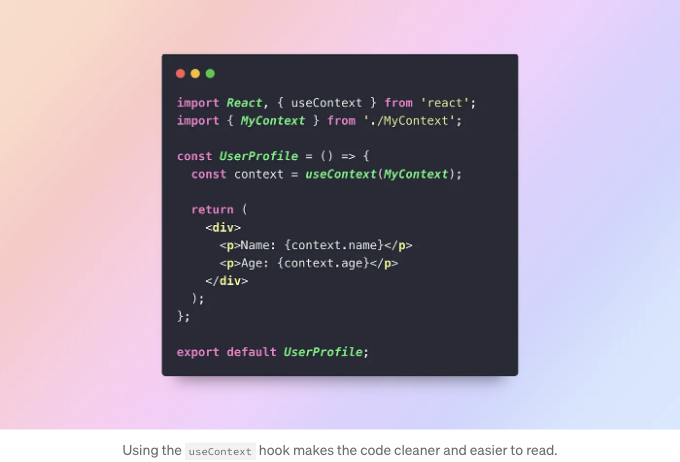 import React, { useContext } from 'react';
import { MyContext } from './MyContext';
const UserProfile = () => {
  const context = useContext(MyContext);
  return (
    <div>
      <p>Name: {context.name}</p>
      <p>Age: {context.age}</p>
    </div>
  );
};
export default UserProfile;
Using the useContext hook makes the code cleaner and easier to read.